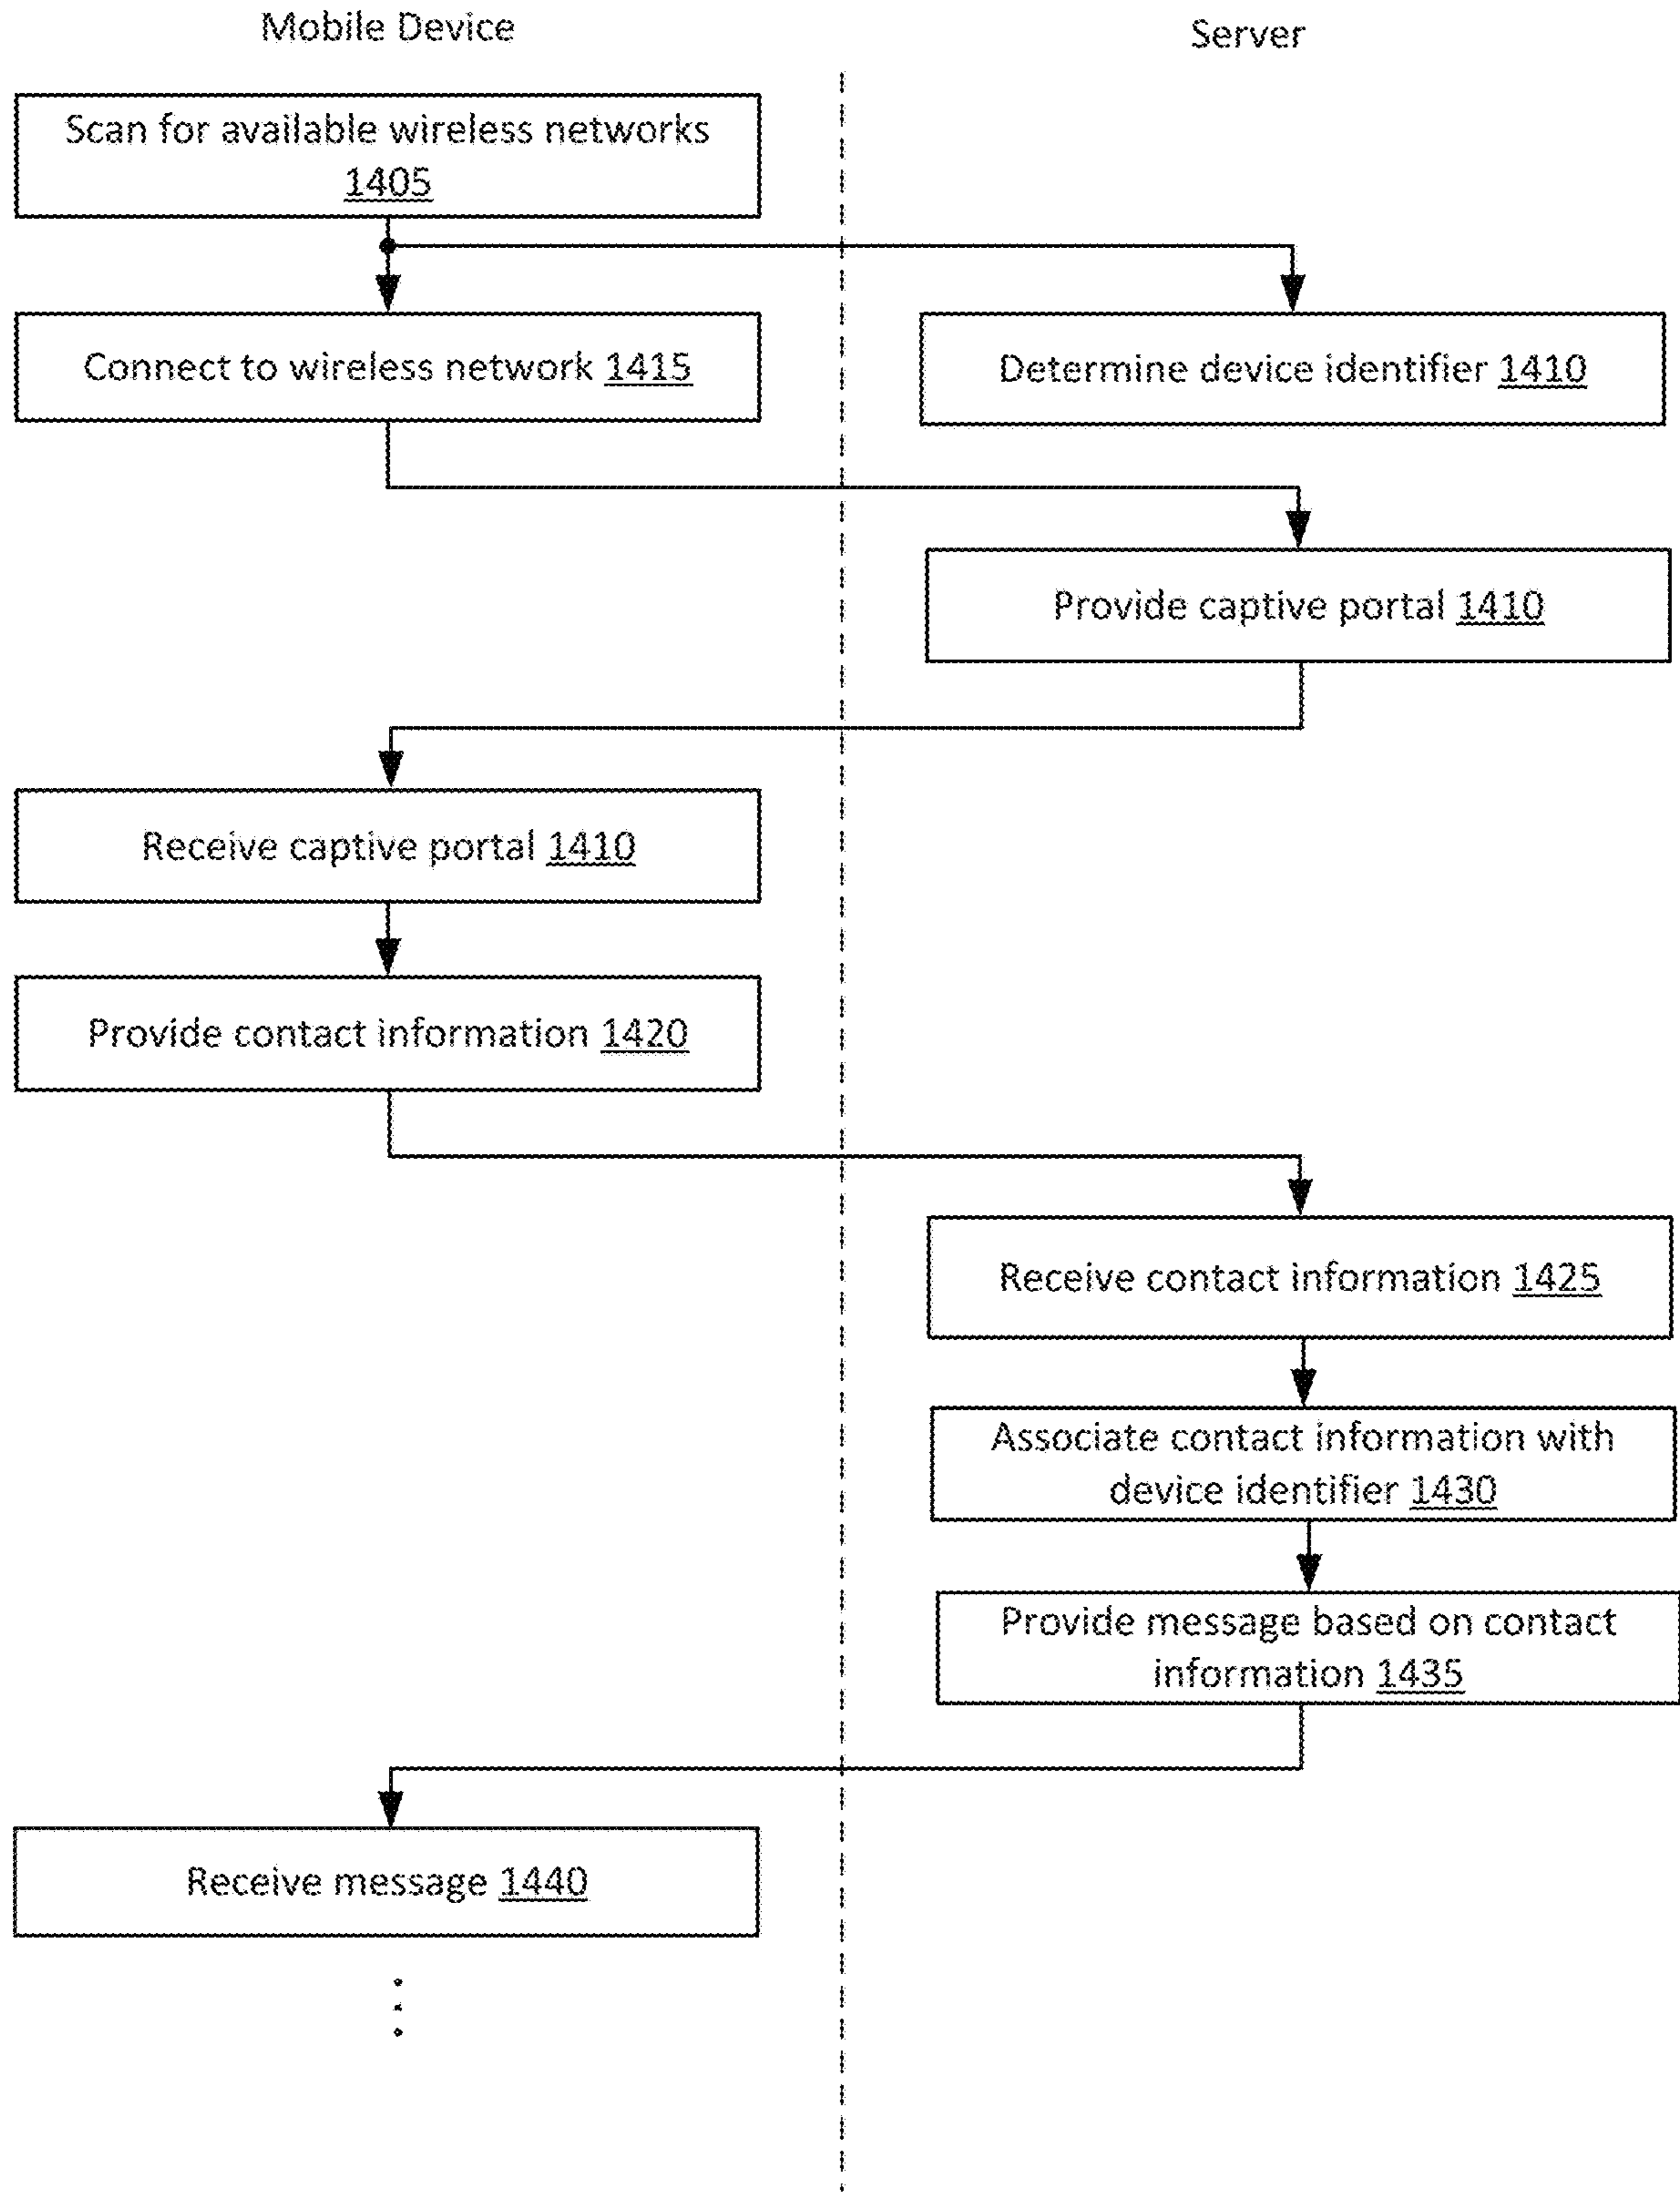 Mobile Device
Server
Scan for available wireless networks
1405
Connect to wireless network 1415
Determine device identifier 1410
Provide captive portal 1410
Receive captive portal 1410
Provide contact information 1420
Receive contact information 1425
Associate contact information with
device identifier 1430
Provide message based on contact
information 1435
Receive message 1440